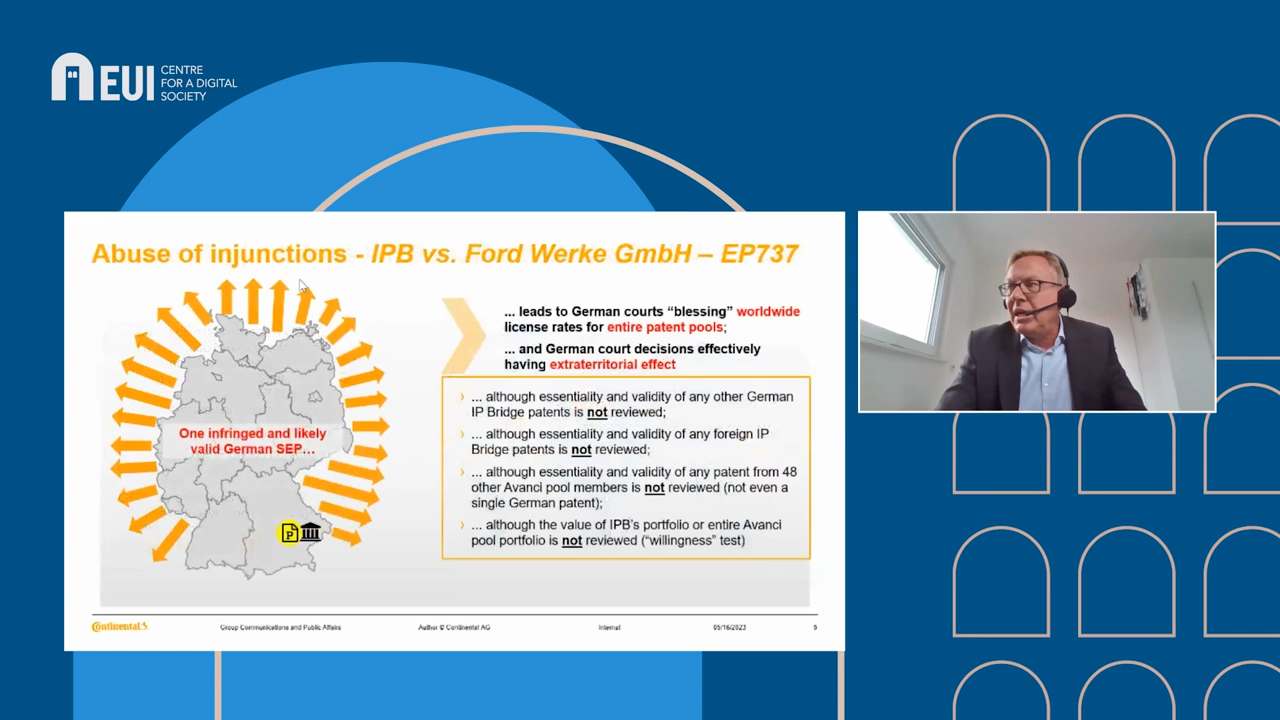 EUI
CENTRE
FOR A DIGITAL
SOCIETY
Abuse of injunctions - IPB vs. Ford Werke GmbH – EP737
One infringed and likely
valid German SEP...
P
... leads to German courts “blessing” worldwide
license rates for entire patent pools;
... and German court decisions effectively
having extraterritorial effect
... although essentiality and validity of any other German
IP Bridge patents is not reviewed;
... although essentiality and validity of any foreign IP
Bridge patents is not reviewed;
... although essentiality and validity of any patent from 48
other Avanci pool members is not reviewed (not even a
single German patent);
... although the value of IPB's portfolio or entire Avanci
pool portfolio is not reviewed (“willingness” test)
Continental
Group Communications and Public Affairs
Author © Continental AG
Internal
05/16/2023